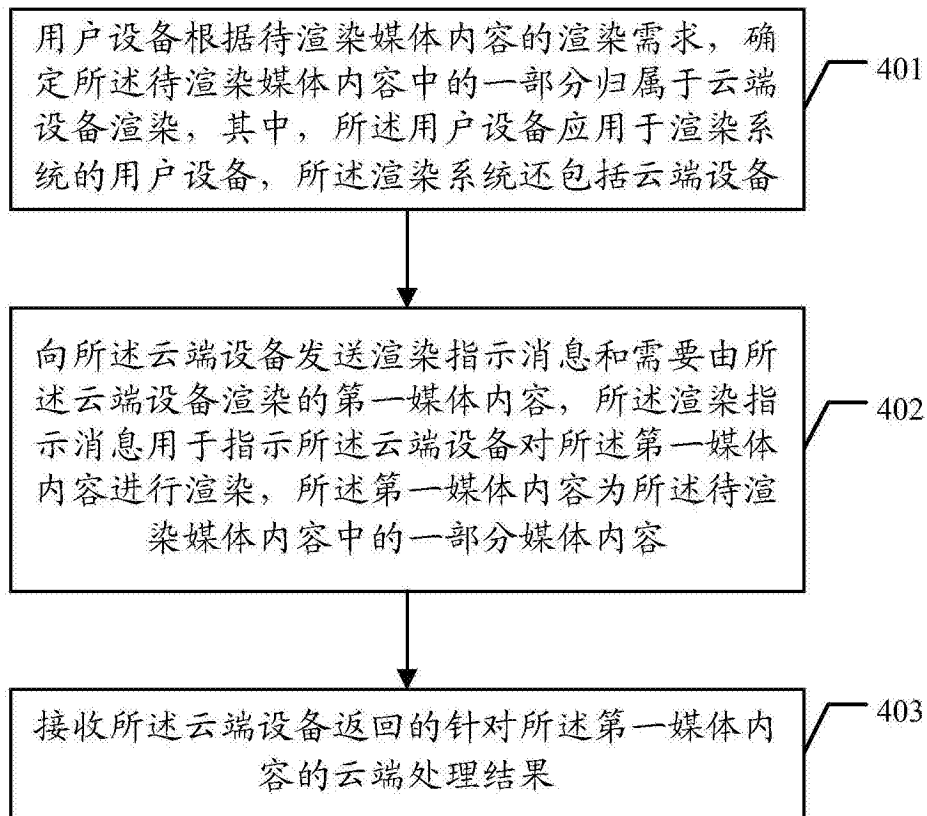 用户设备根据待渲染媒体内容的渲染需求，确
定所述待渲染媒体内容中的一部分归属于云端
设备渲染，其中，所述用户设备应用于渲染系
统的用户设备，所述渲染系统还包括云端设备
401
向所述云端设备发送渲染指示消息和需要由所
述云端设备渲染的第一媒体内容，所述渲染指
示消息用于指示所述云端设备对所述第一媒体
内容进行渲染，所述第一媒体内容为所述待渲
染媒体内容中的一部分媒体内容
402
接收所述云端设备返回的针对所述第一媒体内
容的云端处理结果
403